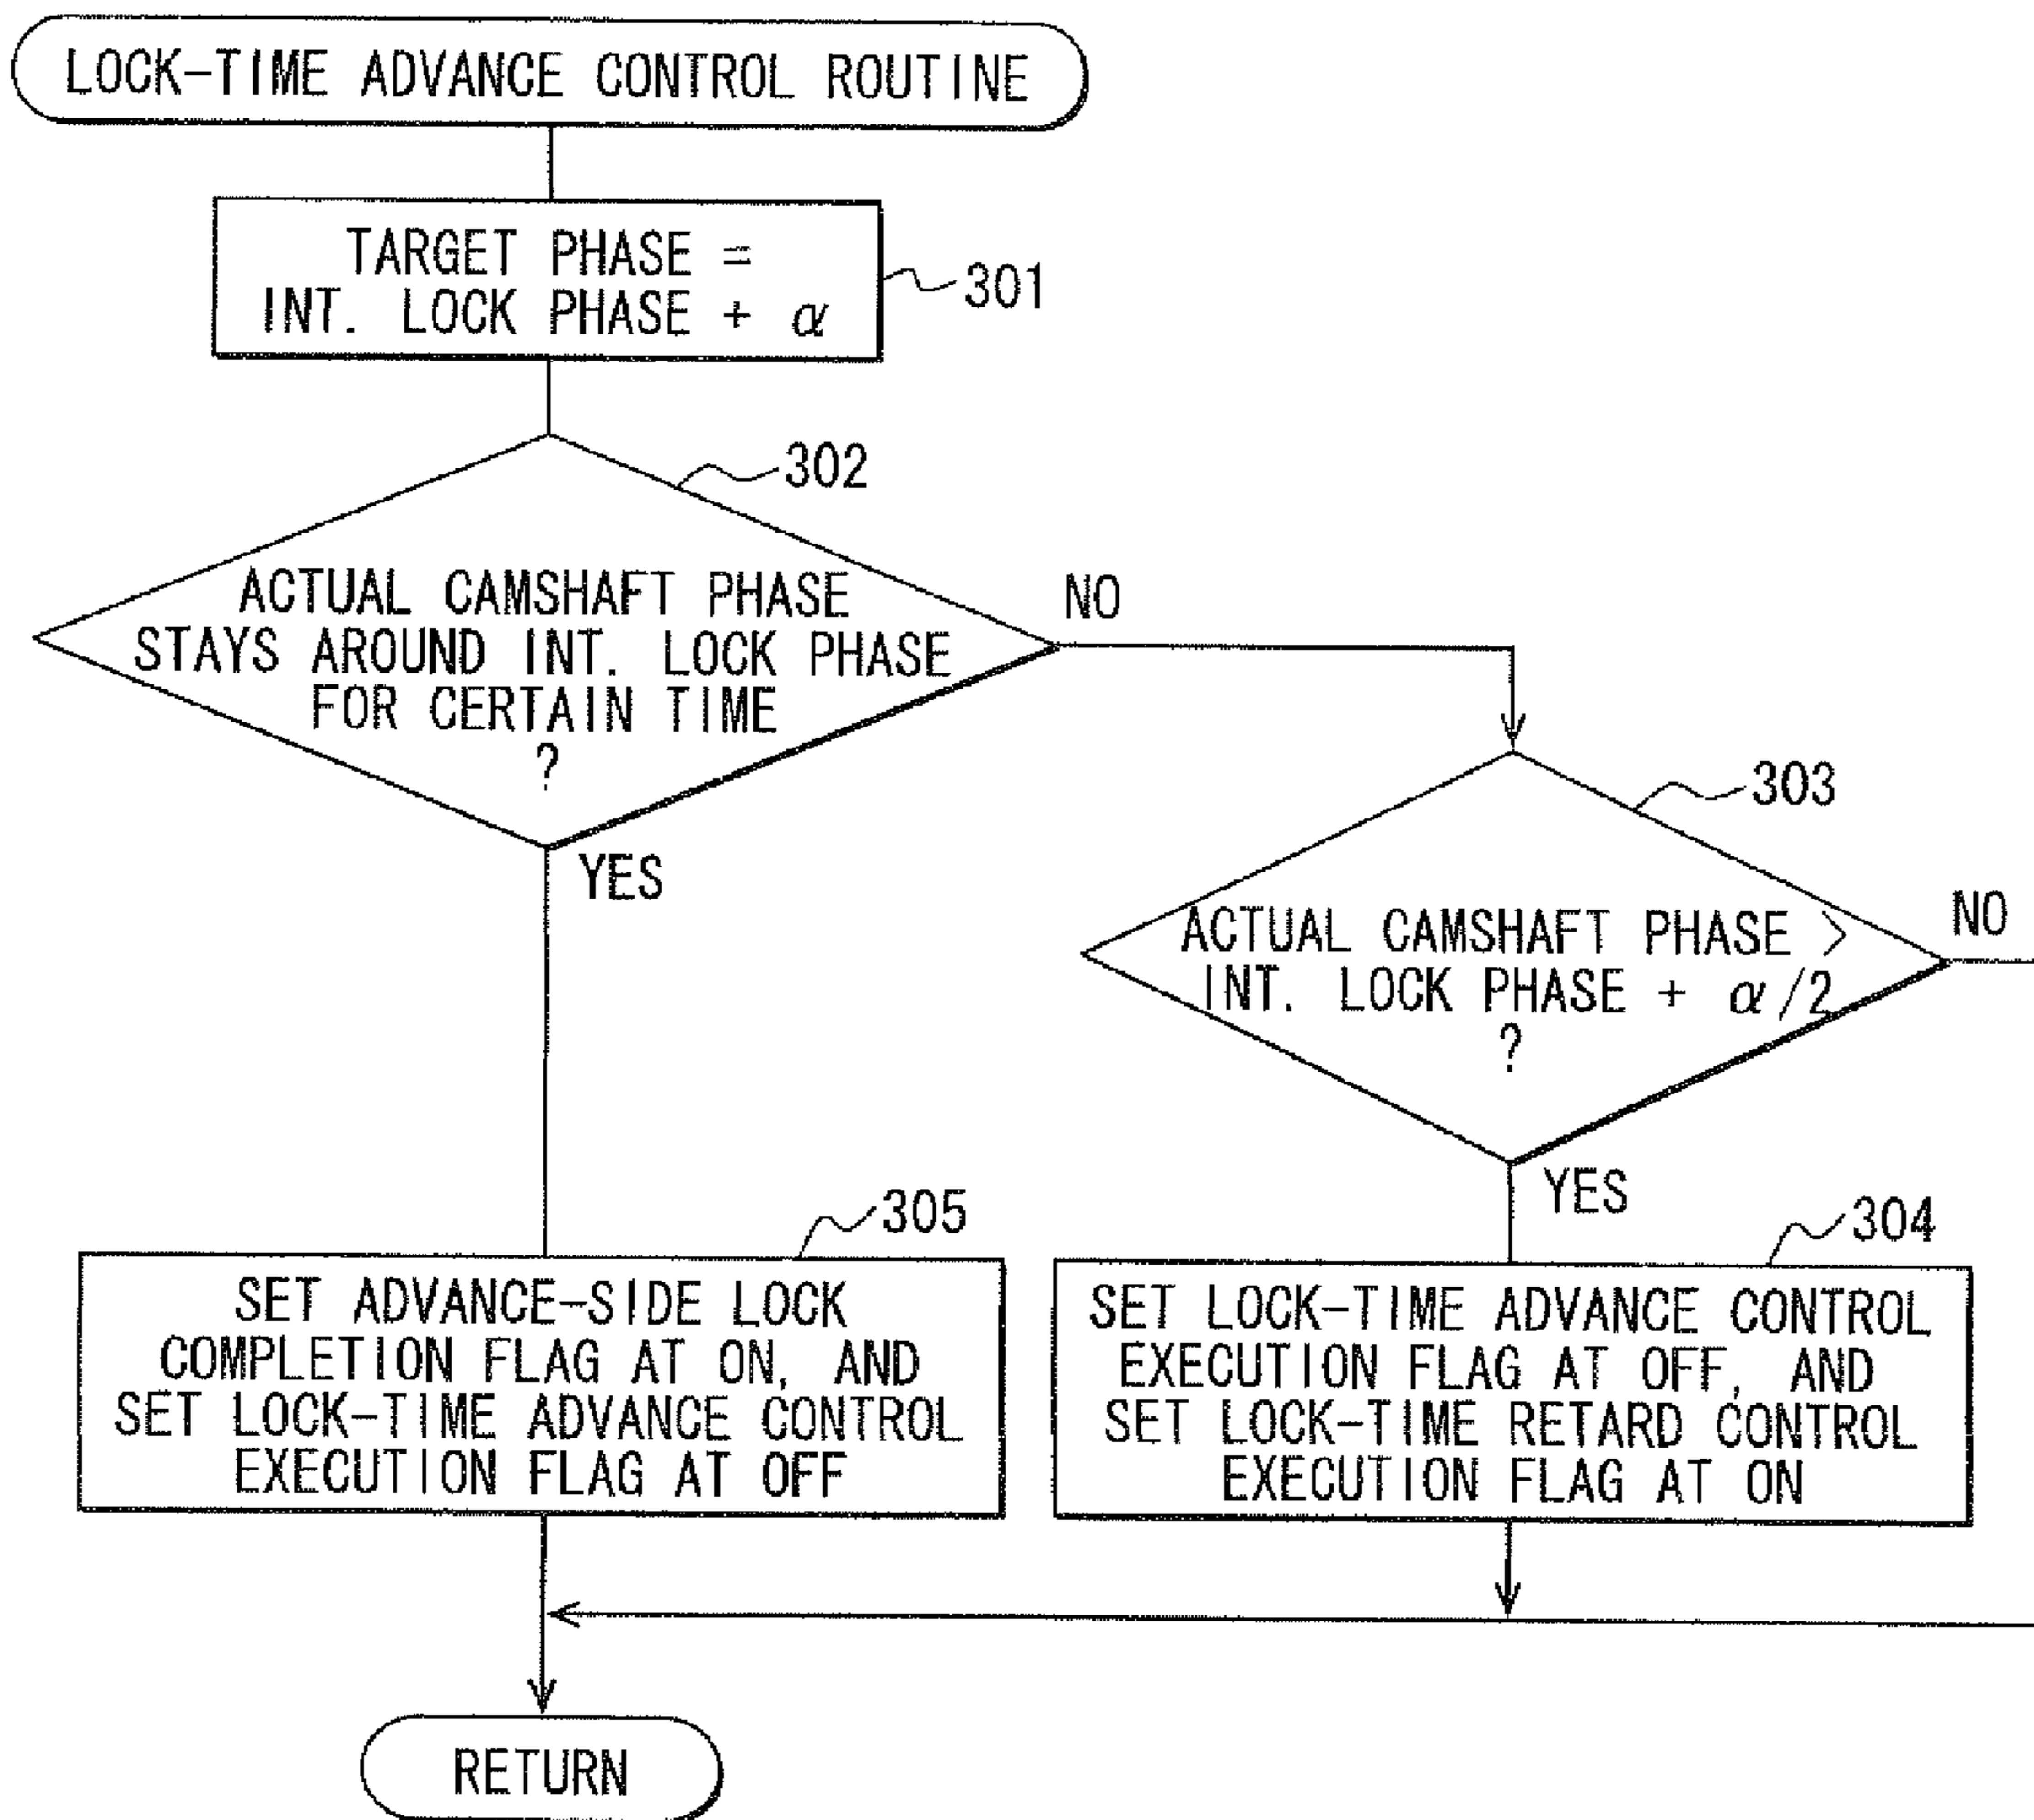 LOCK-TIME ADVANCE CONTROL ROUTINE
TARGET PHASE =
INT. LOCK PHASE + α
301
302
ACTUAL CAMSHAFT PHASE
STAYS AROUND INT. LOCK PHASE
FOR CERTAIN TIME
?
NO
YES
303
ACTUAL CAMSHAFT PHASE >
INT. LOCK PHASE + α/2
?
NO
YES
305
SET ADVANCE-SIDE LOCK
COMPLETION FLAG AT ON, AND
SET LOCK-TIME ADVANCE CONTROL
EXECUTION FLAG AT OFF
304
SET LOCK-TIME ADVANCE CONTROL
EXECUTION FLAG AT OFF, AND
SET LOCK-TIME RETARD CONTROL
EXECUTION FLAG AT ON
RETURN